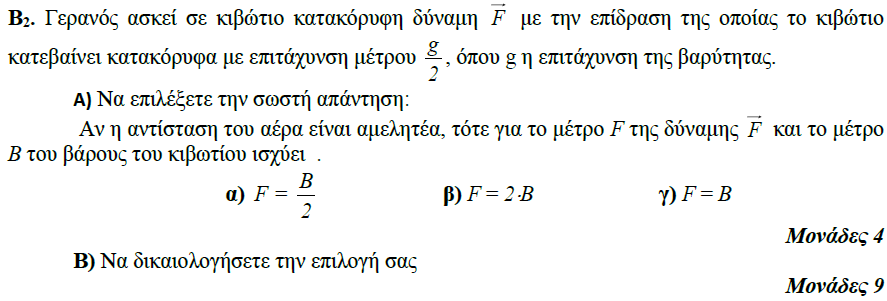 Β₂. Γερανός ασκεί σε κιβώτιο κατακόρυφη δύναμη F⃗ με την επίδραση της οποίας το κιβώτιο
κατεβαίνει κατακόρυφα με επιτάχυνση μέτρου g/2, όπου g η επιτάχυνση της βαρύτητας.
Α) Να επιλέξετε την σωστή απάντηση:
Αν η αντίσταση του αέρα είναι αμελητέα, τότε για το μέτρο F της δύναμης F⃗ και το μέτρο
Β του βάρους του κιβωτίου ισχύει .
α) F = B/2 β) F = 2·B γ) F = B
Μονάδες 4
Β) Να δικαιολογήσετε την επιλογή σας
Μονάδες 9